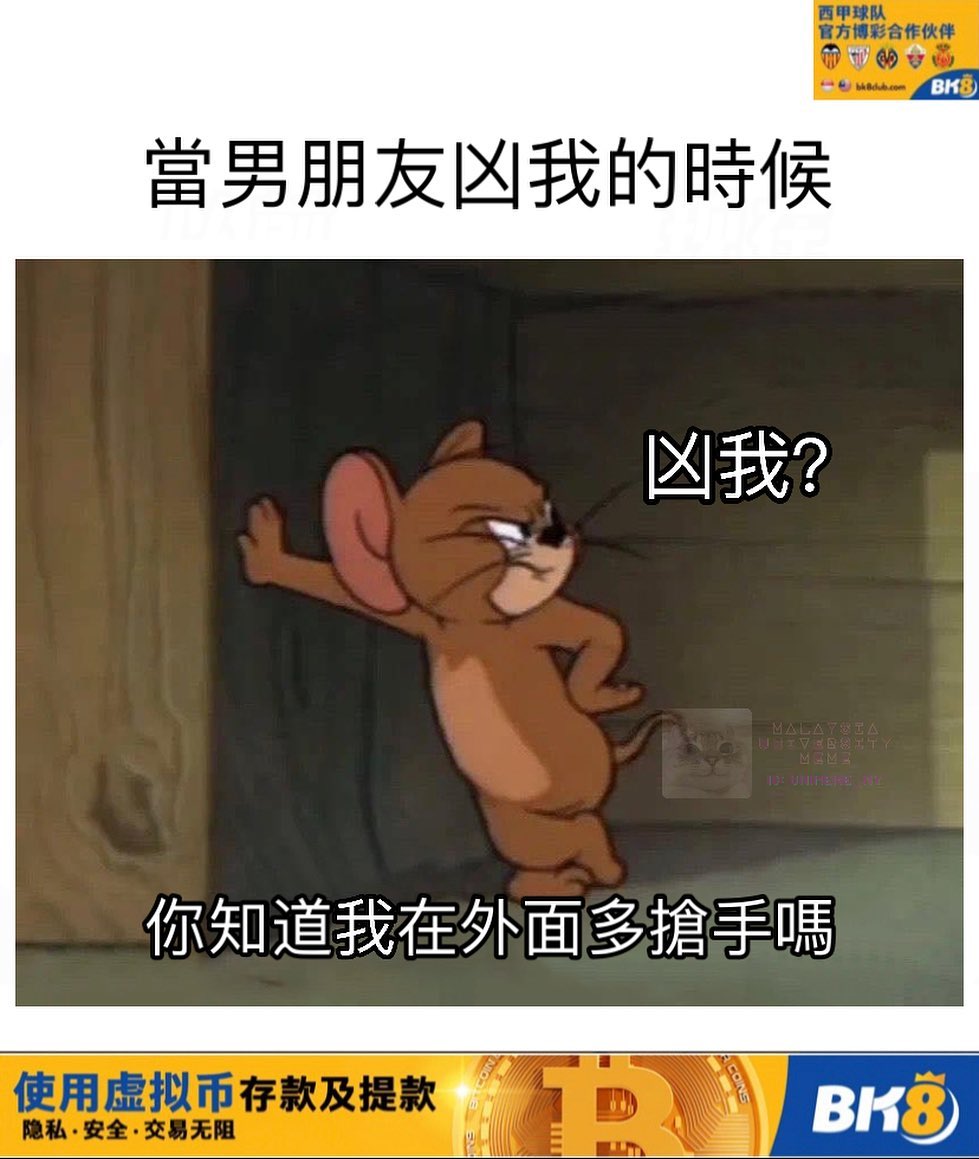 西甲球队
官方博彩合作伙伴
bk8club.com
BK8
當男朋友凶我的時候
凶我?
MALAYSIA
UNIVERSITY
MEME
你知道我在外面多搶手嗎
使用虚拟币存款及提款
隐私·安全·交易无阻
BK8